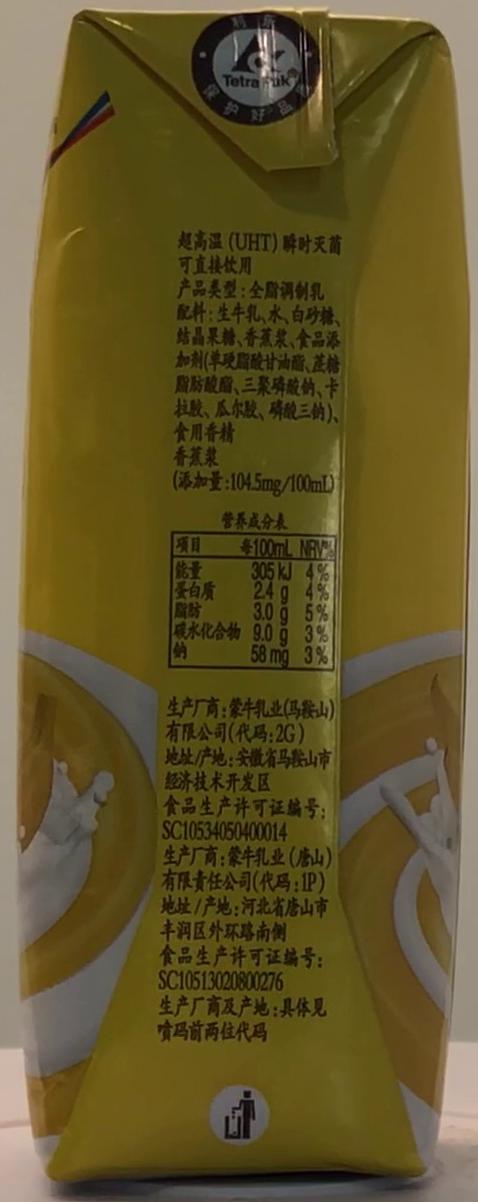 利乐
Tetra Pak
保护好品质
超高温(UHT)瞬时灭菌
可直接饮用
产品类型:全脂调制乳
配料:生牛乳、水、白砂糖、
结晶果糖、香蕉浆、食品添
加剂(单硬脂酸甘油酯、蔗糖
脂肪酸酯、三聚磷酸钠、卡
拉胶、瓜尔胶、磷酸三钠)、
食用香精
香蕉浆
(添加量:104.5mg/100mL)
营养成分表
项目 每100mL NRV%
能量 305 kJ 4%
蛋白质 2.4 g 4%
脂肪 3.0 g 5%
碳水化合物 9.0 g 3%
钠 58 mg 3%
生产厂商:蒙牛乳业(马鞍山)
有限公司(代码:2G)
地址/产地:安徽省马鞍山市
经济技术开发区
食品生产许可证编号:
SC10534050400014
生产厂商:蒙牛乳业(唐山)
有限责任公司(代码:1P)
地址/产地:河北省唐山市
丰润区外环路南侧
食品生产许可证编号:
SC10513020800276
生产厂商及产地:具体见
喷码前两位代码